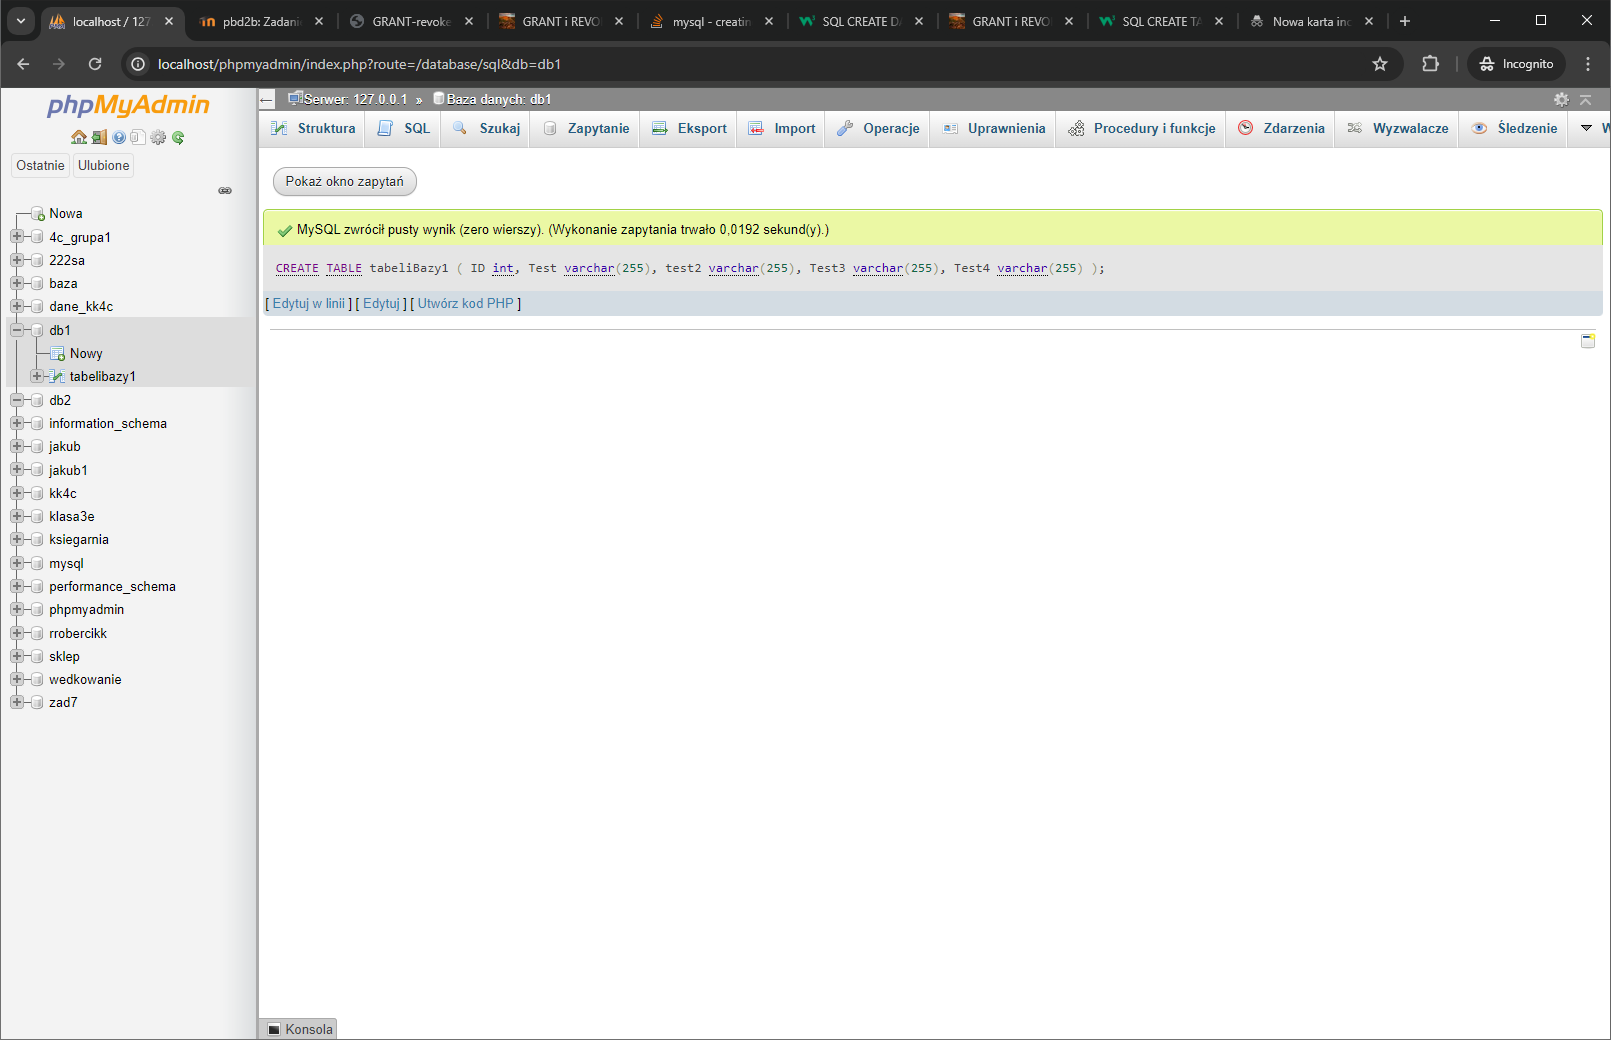 localhost / 127
pbd2b: Zadani
GRANT-revoke
GRANT i REVO
mysql - creatin
SQL CREATE DA
GRANT i REVO
SQL CREATE TA
Nowa karta inc
localhost/phpmyadmin/index.php?route=/database/sql&db=db1
Incognito
phpMyAdmin
Ostatnie
Ulubione
Nowa
4c_grupa1
222sa
baza
dane_kk4c
db1
Nowy
tabelibazy1
db2
information_schema
jakub
jakub1
kk4c
klasa3e
ksiegarnia
mysql
performance_schema
phpmyadmin
rrobercikk
sklep
wedkowanie
zad7
Serwer: 127.0.0.1 » Baza danych: db1
Struktura
SQL
Szukaj
Zapytanie
Eksport
Import
Operacje
Uprawnienia
Procedury i funkcje
Zdarzenia
Wyzwalacze
Śledzenie
W
Pokaż okno zapytań
MySQL zwrócił pusty wynik (zero wierszy). (Wykonanie zapytania trwało 0,0192 sekund(y).)
CREATE TABLE tabeliBazy1 ( ID int, Test varchar(255), test2 varchar(255), Test3 varchar(255), Test4 varchar(255) );
[ Edytuj w linii ] [ Edytuj ] [ Utwórz kod PHP ]
Konsola